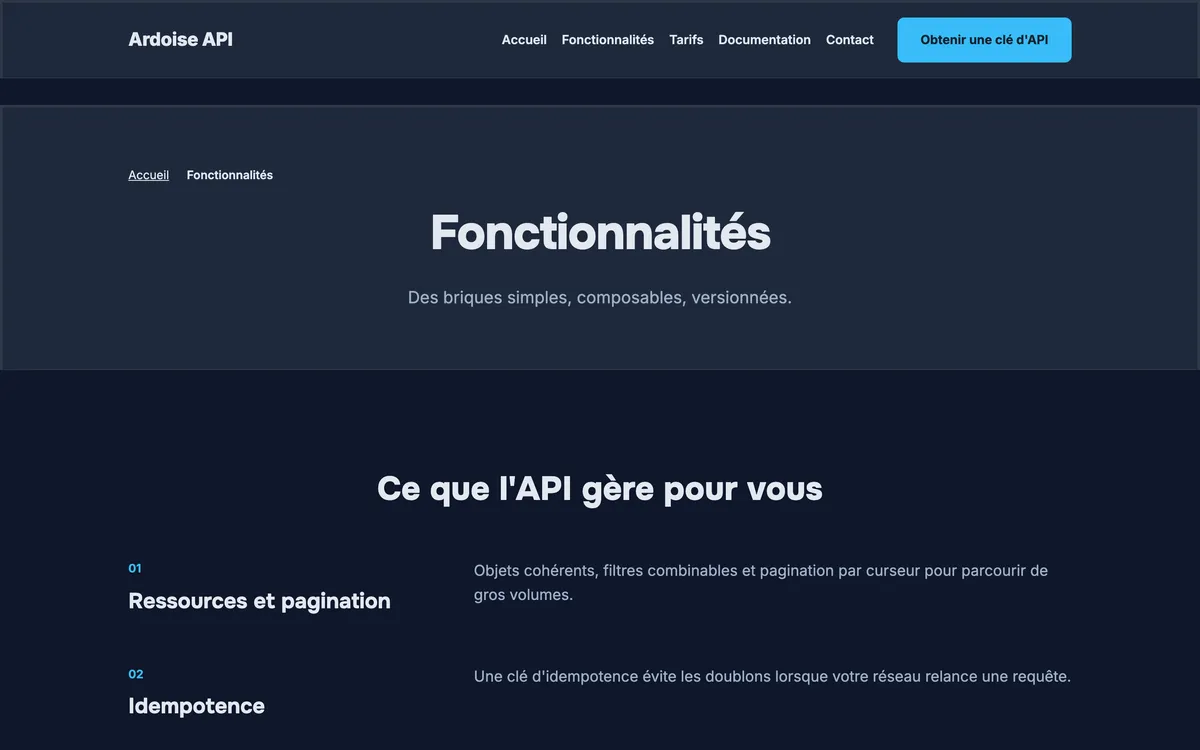 Ardoise API
Accueil Fonctionnalités Tarifs Documentation Contact Obtenir une clé d'API
Accueil Fonctionnalités
Fonctionnalités
Des briques simples, composables, versionnées.
Ce que l'API gère pour vous
01
Ressources et pagination
Objets cohérents, filtres combinables et pagination par curseur pour parcourir de
gros volumes.
02
Idempotence
Une clé d'idempotence évite les doublons lorsque votre réseau relance une requête.